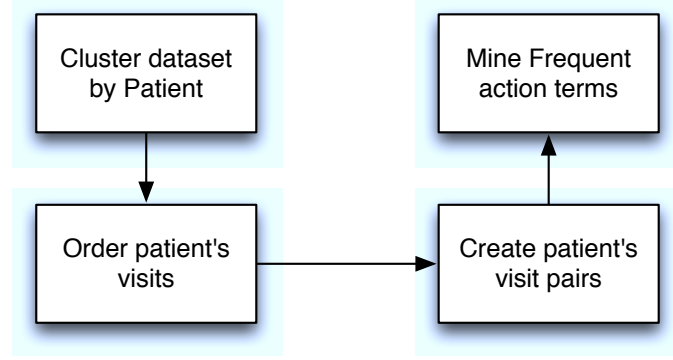 Cluster dataset
by Patient
Mine Frequent
action terms
Order patient's
visits
Create patient's
visit pairs